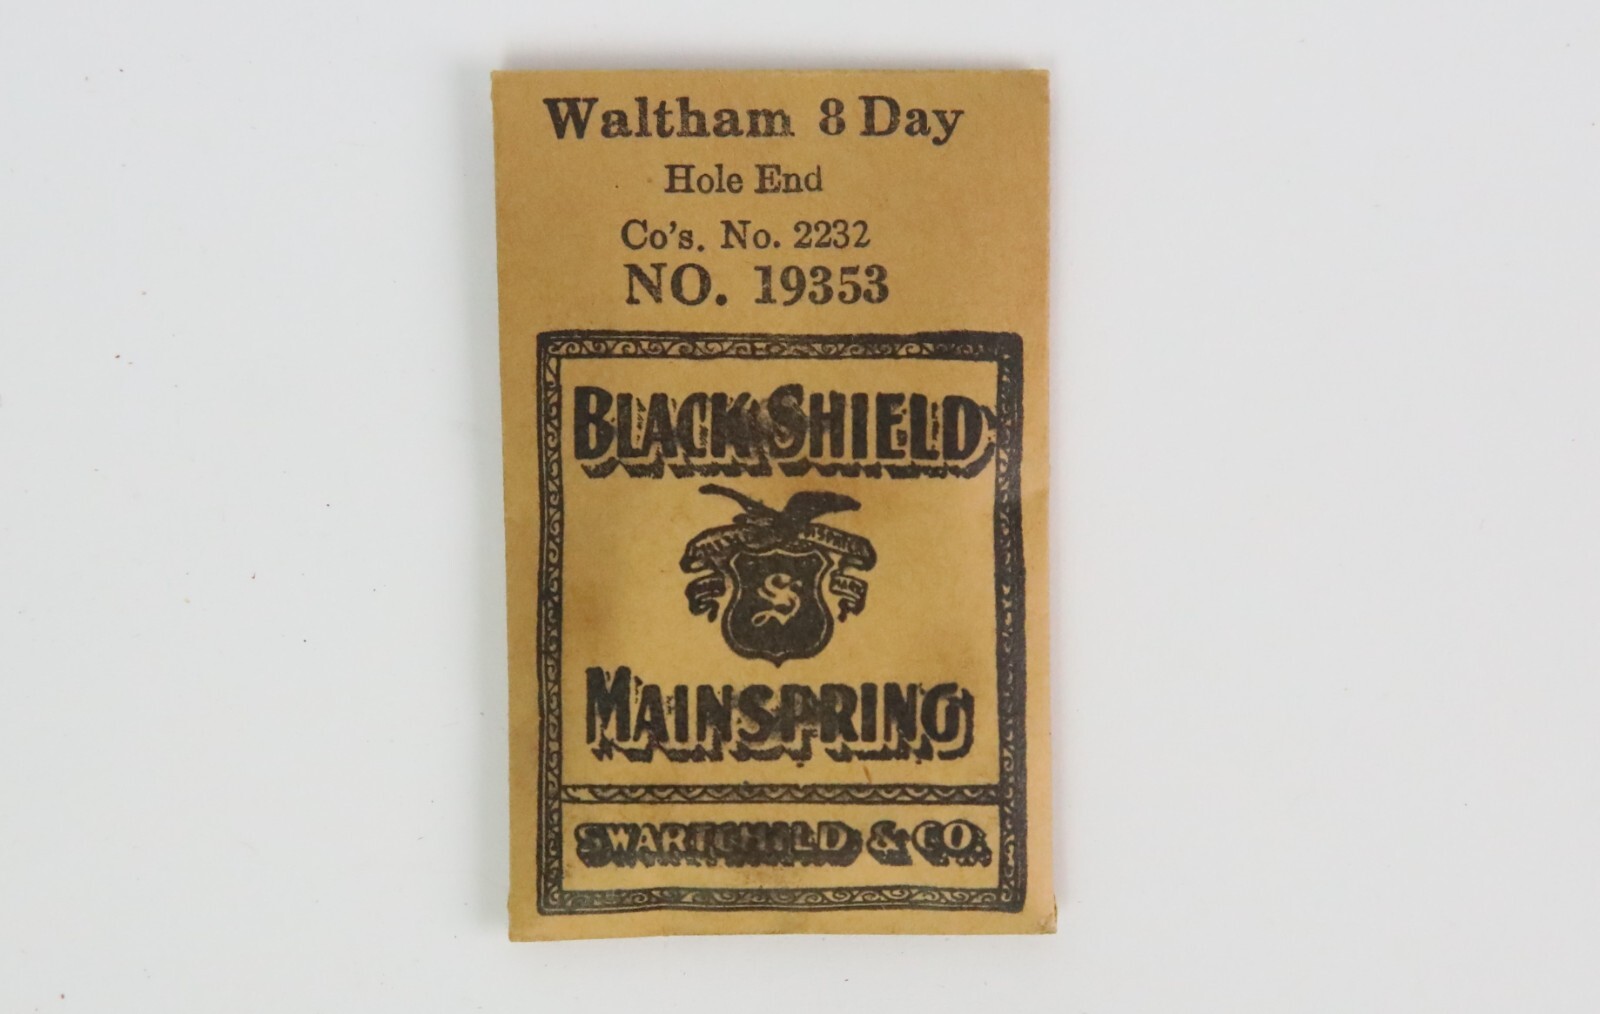 Waltham 8 Day
Hole End
Co's. No. 2232
NO. 19353
BLACK SHIELD
S
MAINSPRING
SWARTCHILD & CO.